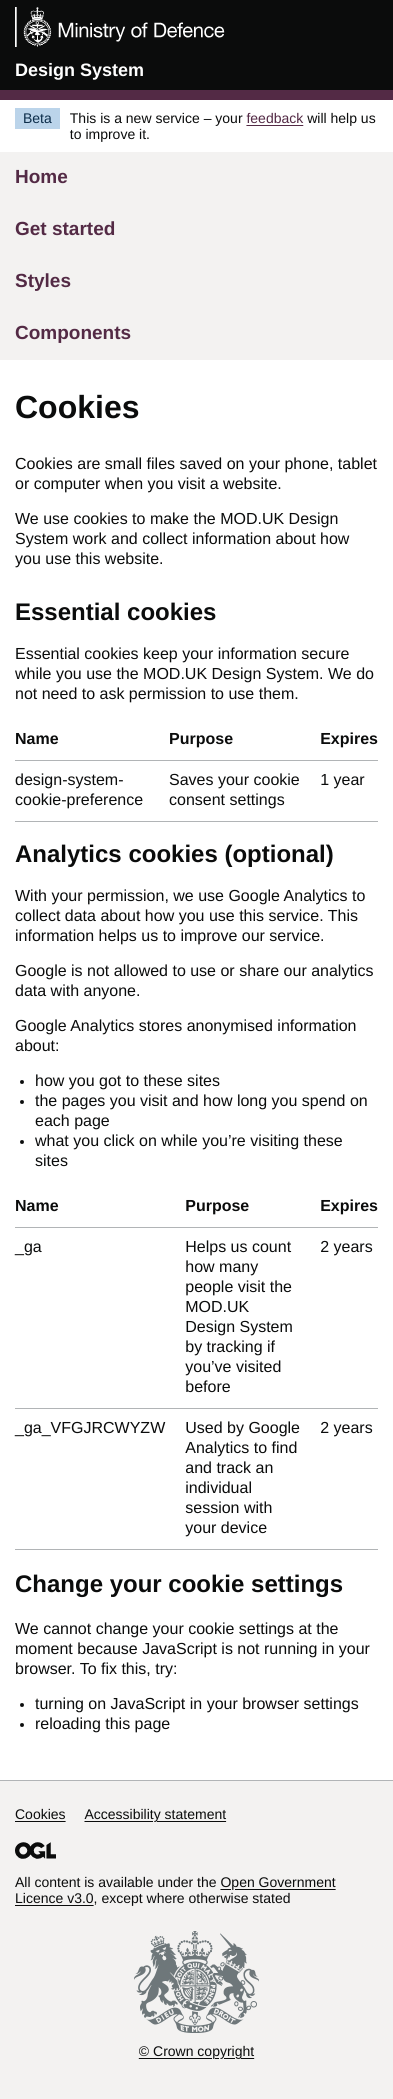 Ministry of Defence
Design System
Beta
This is a new service – your feedback will help us
to improve it.
Home
Get started
Styles
Components
Cookies
Cookies are small files saved on your phone, tablet
or computer when you visit a website.
We use cookies to make the MOD.UK Design
System work and collect information about how
you use this website.
Essential cookies
Essential cookies keep your information secure
while you use the MOD.UK Design System. We do
not need to ask permission to use them.
Name Purpose Expires
design-system- Saves your cookie 1 year
cookie-preference consent settings
Analytics cookies (optional)
With your permission, we use Google Analytics to
collect data about how you use this service. This
information helps us to improve our service.
Google is not allowed to use or share our analytics
data with anyone.
Google Analytics stores anonymised information
about:
• how you got to these sites
• the pages you visit and how long you spend on
each page
• what you click on while you’re visiting these
sites
Name Purpose Expires
_ga Helps us count 2 years
how many
people visit the
MOD.UK
Design System
by tracking if
you’ve visited
before
_ga_VFGJRCWYZW Used by Google 2 years
Analytics to find
and track an
individual
session with
your device
Change your cookie settings
We cannot change your cookie settings at the
moment because JavaScript is not running in your
browser. To fix this, try:
• turning on JavaScript in your browser settings
• reloading this page
Cookies Accessibility statement
OGL
All content is available under the Open Government
Licence v3.0, except where otherwise stated
DIEU ET MON DROIT
© Crown copyright